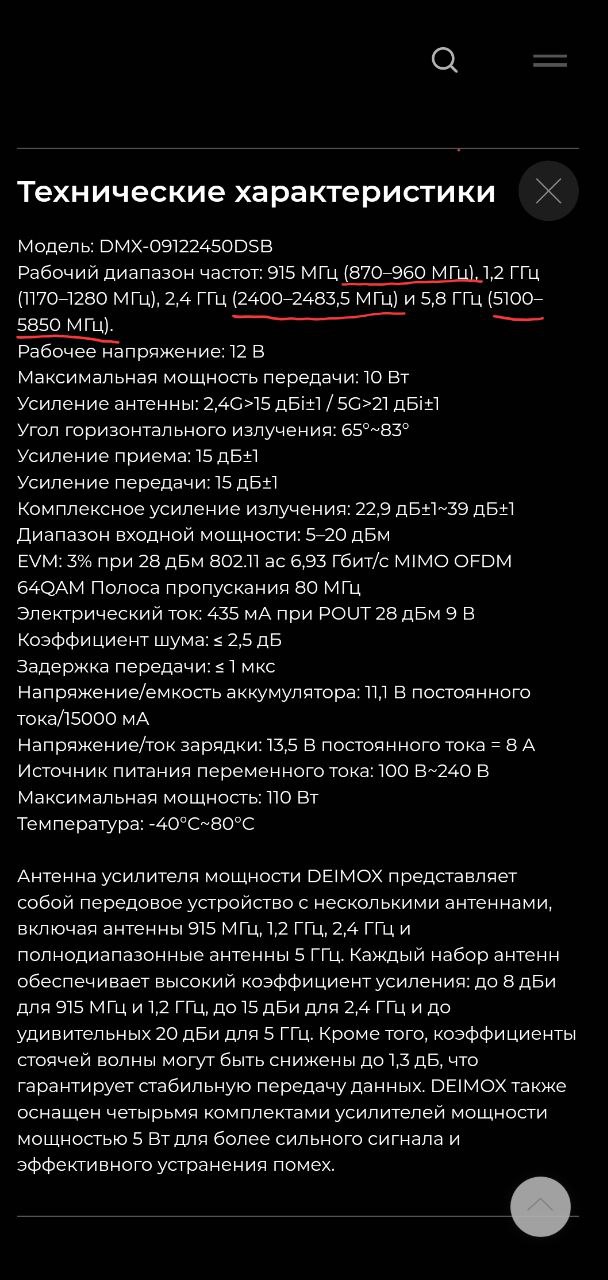 Технические характеристики
Модель: DMX-09122450DSB
Рабочий диапазон частот: 915 МГц (870–960 МГц), 1,2 ГГц
(1170–1280 МГц), 2,4 ГГц (2400–2483,5 МГц) и 5,8 ГГц (5100–
5850 МГц).
Рабочее напряжение: 12 В
Максимальная мощность передачи: 10 Вт
Усиление антенны: 2,4G>15 дБi±1 / 5G>21 дБi±1
Угол горизонтального излучения: 65°~83°
Усиление приема: 15 дБ±1
Усиление передачи: 15 дБ±1
Комплексное усиление излучения: 22,9 дБ±1~39 дБ±1
Диапазон входной мощности: 5–20 дБм
EVM: 3% при 28 дБм 802.11 ac 6,93 Гбит/с MIMO OFDM
64QAM Полоса пропускания 80 МГц
Электрический ток: 435 мА при POUT 28 дБм 9 В
Коэффициент шума: ≤ 2,5 дБ
Задержка передачи: ≤ 1 мкс
Напряжение/емкость аккумулятора: 11,1 В постоянного
тока/15000 мА
Напряжение/ток зарядки: 13,5 В постоянного тока = 8 А
Источник питания переменного тока: 100 В~240 В
Максимальная мощность: 110 Вт
Температура: -40°C~80°C
Антенна усилителя мощности DEIMOX представляет
собой передовое устройство с несколькими антеннами,
включая антенны 915 МГц, 1,2 ГГц, 2,4 ГГц и
полнодиапазонные антенны 5 ГГц. Каждый набор антенн
обеспечивает высокий коэффициент усиления: до 8 дБи
для 915 МГц и 1,2 ГГц, до 15 дБи для 2,4 ГГц и до
удивительных 20 дБи для 5 ГГц. Кроме того, коэффициенты
стоячей волны могут быть снижены до 1,3 дБ, что
гарантирует стабильную передачу данных. DEIMOX также
оснащен четырьмя комплектами усилителей мощности
мощностью 5 Вт для более сильного сигнала и
эффективного устранения помех.